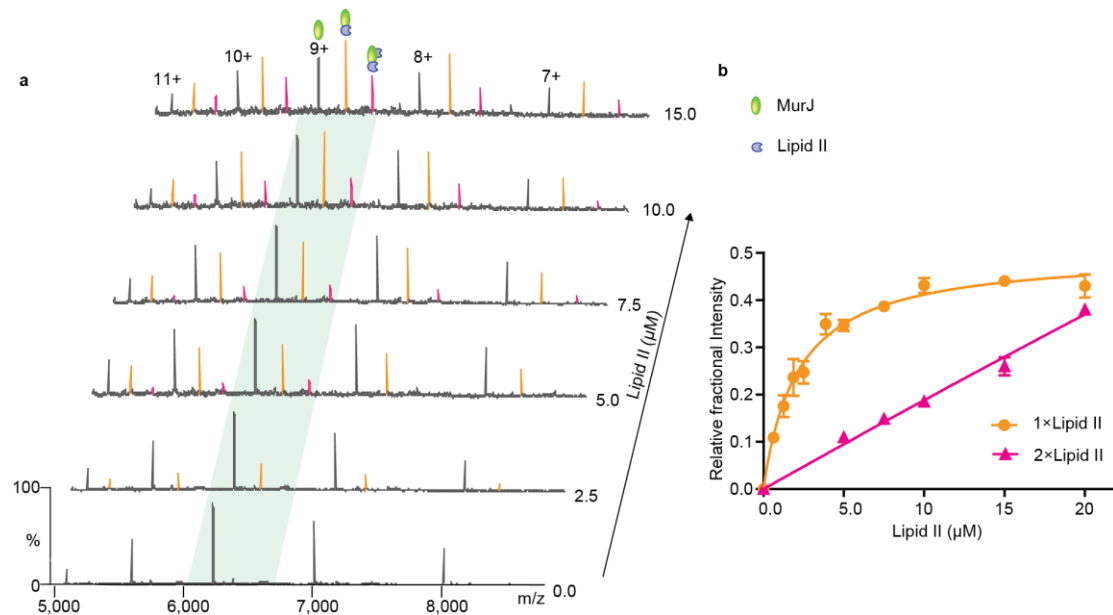 a
11+
10+
9+
8+
7+
15.0
10.0
7.5
5.0
2.5
0.0
Lipid II (µM)
100
%
0
5,000
6,000
7,000
8,000
m/z
b
MurJ
Lipid II
Relative fractional Intensity
0.5
0.4
0.3
0.2
0.1
0.0
0.0
5.0
10
15
20
Lipid II (µM)
1×Lipid II
2×Lipid II